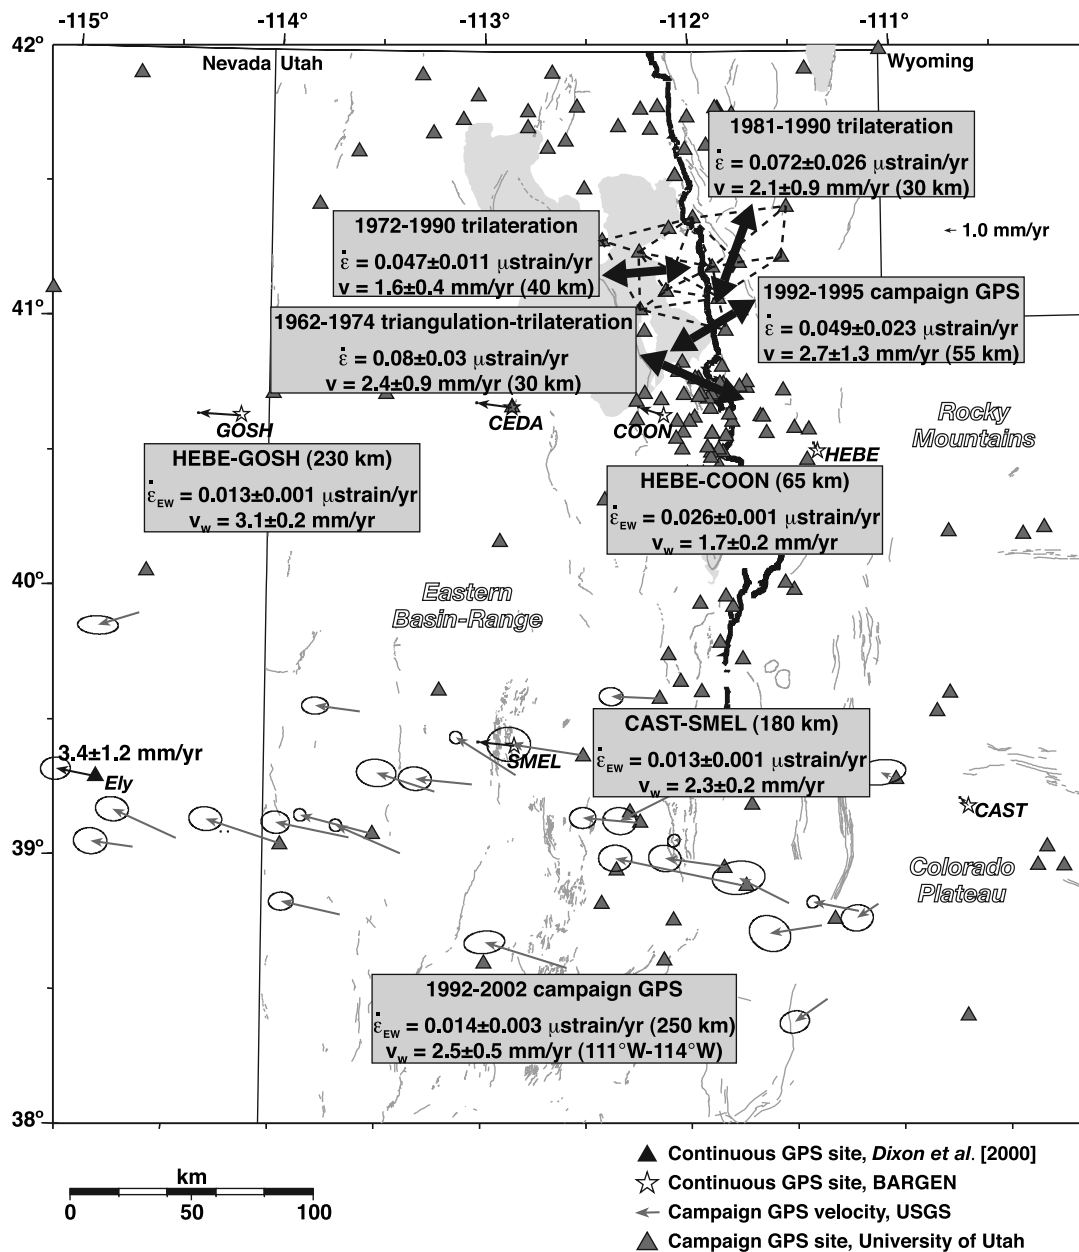 -115° -114° -113° -112° -111°
42°
Nevada Utah
Wyoming
1981-1990 trilateration
ε̇ = 0.072±0.026 μstrain/yr
v = 2.1±0.9 mm/yr (30 km)
1972-1990 trilateration
ε̇ = 0.047±0.011 μstrain/yr
v = 1.6±0.4 mm/yr (40 km)
1.0 mm/yr
41°
1992-1995 campaign GPS
ε̇ = 0.049±0.023 μstrain/yr
v = 2.7±1.3 mm/yr (55 km)
1962-1974 triangulation-trilateration
ε̇ = 0.08±0.03 μstrain/yr
v = 2.4±0.9 mm/yr (30 km)
GOSH
CEDA
COON
HEBE
Rocky
Mountains
HEBE-GOSH (230 km)
ε̇EW = 0.013±0.001 μstrain/yr
vw = 3.1±0.2 mm/yr
HEBE-COON (65 km)
ε̇EW = 0.026±0.001 μstrain/yr
vw = 1.7±0.2 mm/yr
40°
Eastern
Basin-Range
3.4±1.2 mm/yr
Ely
SMEL
CAST-SMEL (180 km)
ε̇EW = 0.013±0.001 μstrain/yr
vw = 2.3±0.2 mm/yr
CAST
39°
Colorado
Plateau
1992-2002 campaign GPS
ε̇EW = 0.014±0.003 μstrain/yr (250 km)
vw = 2.5±0.5 mm/yr (111°W-114°W)
38°
km
0 50 100
Continuous GPS site, Dixon et al. [2000]
Continuous GPS site, BARGEN
Campaign GPS velocity, USGS
Campaign GPS site, University of Utah